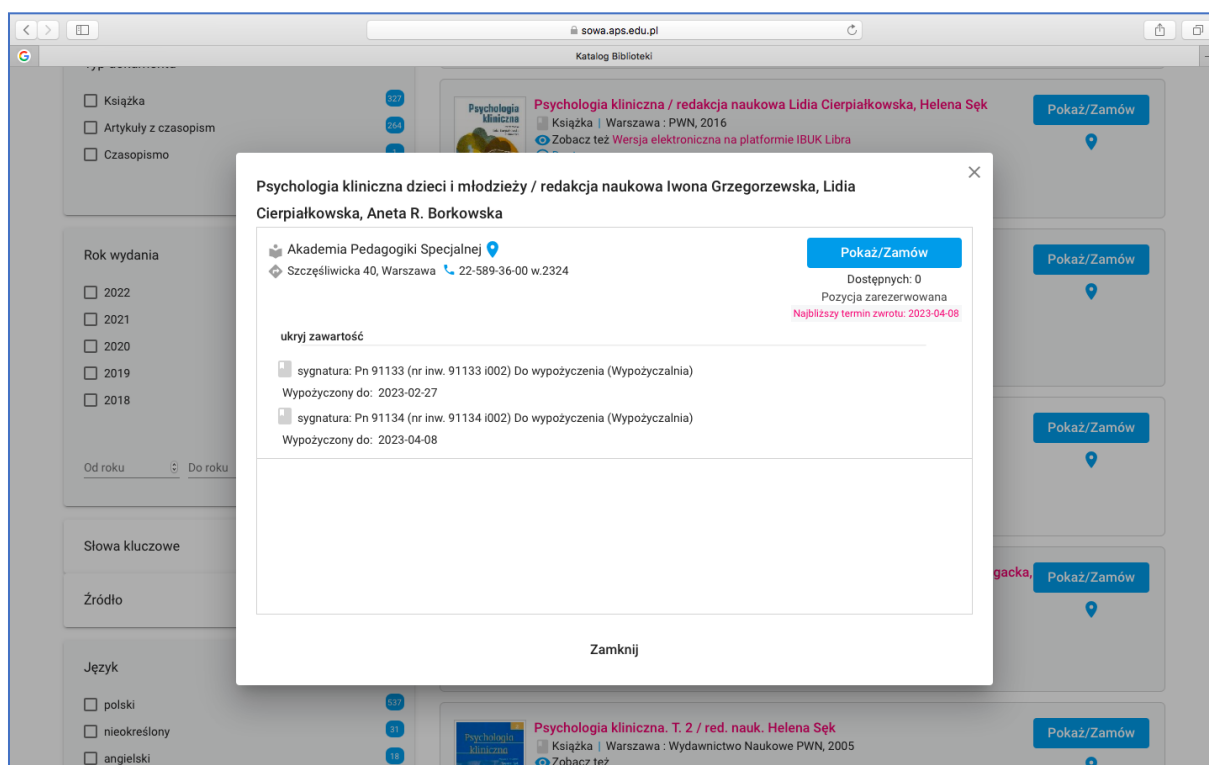 sowa.aps.edu.pl
Katalog Biblioteki
Książka 327
Artykuły z czasopism 264
Czasopismo
Rok wydania
2022
2021
2020
2019
2018
Od roku Do roku
Słowa kluczowe
Źródło
Język
polski 537
nieokreślony 31
angielski 18
Psychologia
kliniczna
Psychologia kliniczna / redakcja naukowa Lidia Cierpiałkowska, Helena Sęk
Książka | Warszawa : PWN, 2016
Zobacz też Wersja elektroniczna na platformie IBUK Libra
Pokaż/Zamów
Psychologia kliniczna dzieci i młodzieży / redakcja naukowa Iwona Grzegorzewska, Lidia
Cierpiałkowska, Aneta R. Borkowska
Akademia Pedagogiki Specjalnej
Szczęśliwicka 40, Warszawa 22-589-36-00 w.2324
Pokaż/Zamów
Dostępnych: 0
Pozycja zarezerwowana
Najbliższy termin zwrotu: 2023-04-08
ukryj zawartość
sygnatura: Pn 91133 (nr inw. 91133 i002) Do wypożyczenia (Wypożyczalnia)
Wypożyczony do: 2023-02-27
sygnatura: Pn 91134 (nr inw. 91134 i002) Do wypożyczenia (Wypożyczalnia)
Wypożyczony do: 2023-04-08
Zamknij
Pokaż/Zamów
Pokaż/Zamów
gacka,
Pokaż/Zamów
Psychologia
kliniczna
Psychologia kliniczna. T. 2 / red. nauk. Helena Sęk
Książka | Warszawa : Wydawnictwo Naukowe PWN, 2005
Zobacz też
Pokaż/Zamów